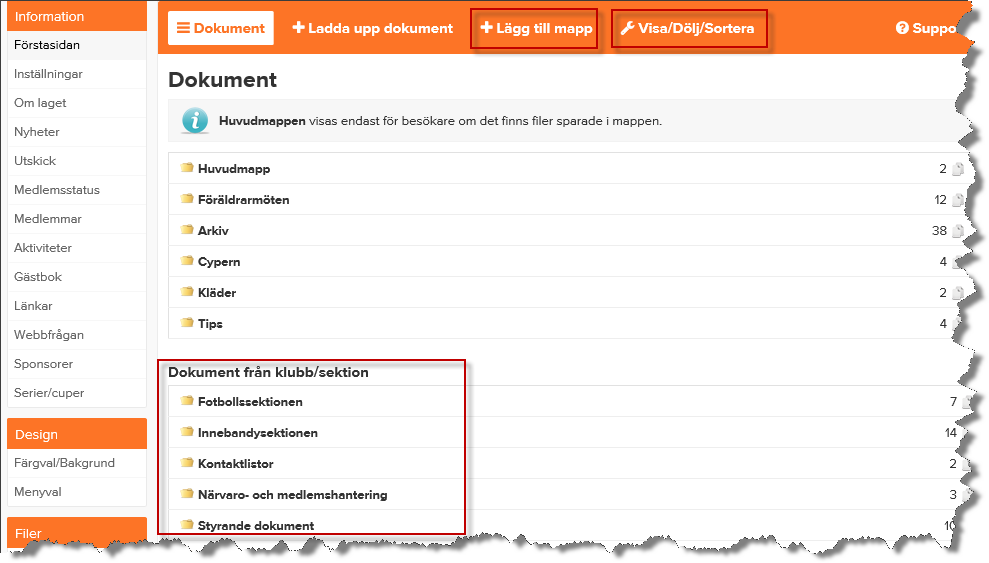 Information
Förstasidan
Inställningar
Om laget
Nyheter
Utskick
Medlemsstatus
Medlemmar
Aktiviteter
Gästbok
Länkar
Webbfrågan
Sponsorer
Serier/cuper
Design
Färgval/Bakgrund
Menyval
Filer
Dokument Ladda upp dokument Lägg till mapp Visa/Dölj/Sortera Suppo
Dokument
Huvudmappen visas endast för besökare om det finns filer sparade i mappen.
Huvudmapp 2
Föräldrarmöten 12
Arkiv 38
Cypern 4
Kläder 2
Tips 4
Dokument från klubb/sektion
Fotbollssektionen 7
Innebandysektionen 14
Kontaktlistor 2
Närvaro- och medlemshantering 3
Styrande dokument 10